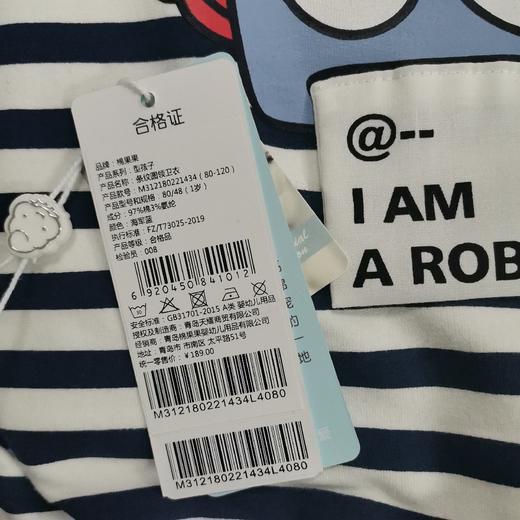 合格证
品牌：棉果果
产品系列：型孩子
产品名称：条纹圆领卫衣
产品款号：M312180221434（80-120）
产品型号和规格：80/48（1岁）
成分：97%棉3%氨纶
颜色：海军蓝
执行标准：FZ/T73025-2019
产品等级：合格品
检验员：008
6 920450 841012
安全标准：GB31701-2015 A类 婴幼儿用品
授权及制造商：青岛天耀商贸有限公司
经销商：青岛棉果果婴幼儿用品有限公司
地址：青岛市 市南区 太平路51号
统一零售价：¥189.00
M312180221434L4080
M312180221434L4080
@--
I AM
A ROB